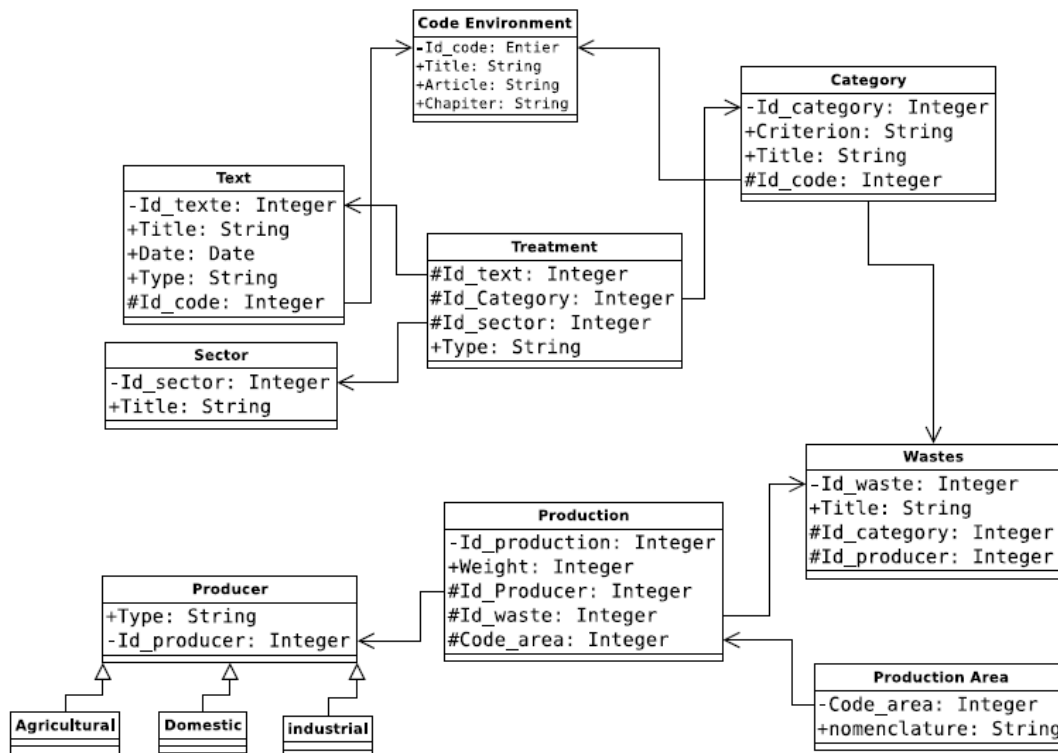 Code Environment
-Id_code: Entier
+Title: String
+Article: String
+Chapiter: String
Category
-Id_category: Integer
+Criterion: String
+Title: String
#Id_code: Integer
Text
-Id_texte: Integer
+Title: String
+Date: Date
+Type: String
#Id_code: Integer
Treatment
#Id_text: Integer
#Id_Category: Integer
#Id_sector: Integer
+Type: String
Sector
-Id_sector: Integer
+Title: String
Wastes
-Id_waste: Integer
+Title: String
#Id_category: Integer
#Id_producer: Integer
Production
-Id_production: Integer
+Weight: Integer
#Id_Producer: Integer
#Id_waste: Integer
#Code_area: Integer
Producer
+Type: String
-Id_producer: Integer
Production Area
-Code_area: Integer
+nomenclature: String
Agricultural
Domestic
industrial